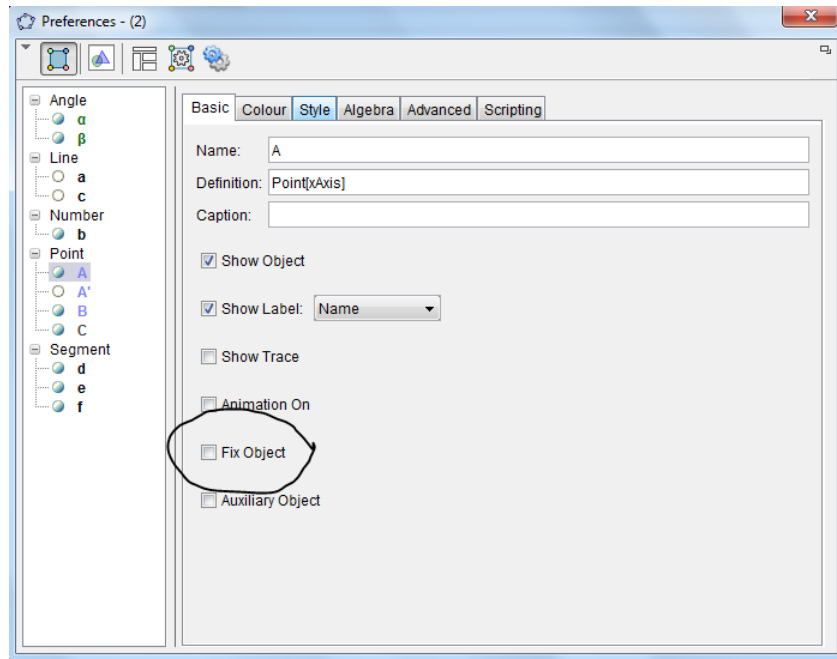 Preferences - (2)
Basic Colour Style Algebra Advanced Scripting
Angle
α
β
Line
a
c
Number
b
Point
A
A'
B
C
Segment
d
e
f
Name: A
Definition: Point[xAxis]
Caption:
Show Object
Show Label: Name
Show Trace
Animation On
Fix Object
Auxiliary Object